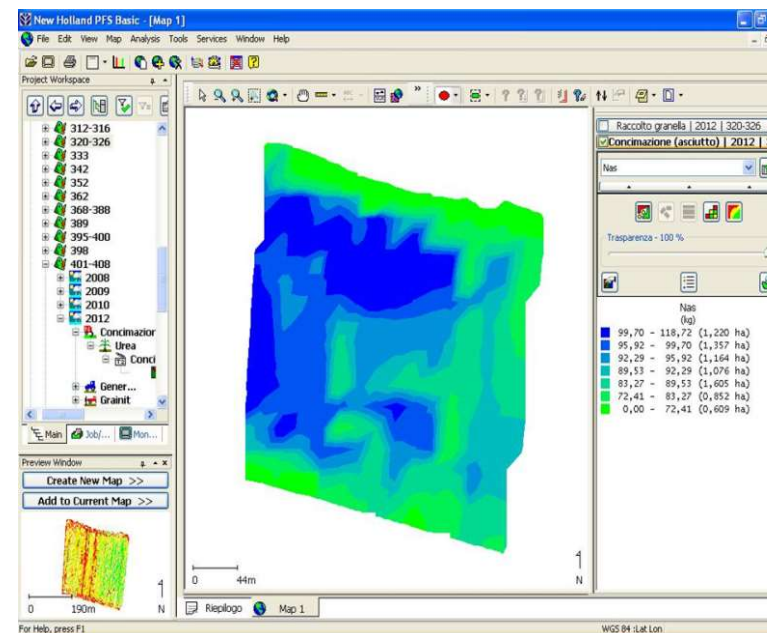 New Holland PFS Basic - [Map 1]
File Edit View Map Analysis Tools Services Window Help
Project Workspace
312-316
320-326
333
342
352
362
368-388
389
395-400
398
401-408
2008
2009
2010
2012
Concimazior
Urea
Conci
Gener...
Grainit
Main Job/... Mon...
Preview Window
Create New Map >>
Add to Current Map >>
0 190m N
0 44m N
Riepilogo Map 1
Raccolto granella | 2012 | 320-326
Concimazione (asciutto) | 2012 |
Nas
Trasparenza - 100 %
Nas
(kg)
99,70 - 118,72 (1,220 ha)
95,92 - 99,70 (1,357 ha)
92,29 - 95,92 (1,164 ha)
89,53 - 92,29 (1,076 ha)
83,27 - 89,53 (1,605 ha)
72,41 - 83,27 (0,852 ha)
0,00 - 72,41 (0,609 ha)
For Help, press F1
WGS 84 :Lat Lon